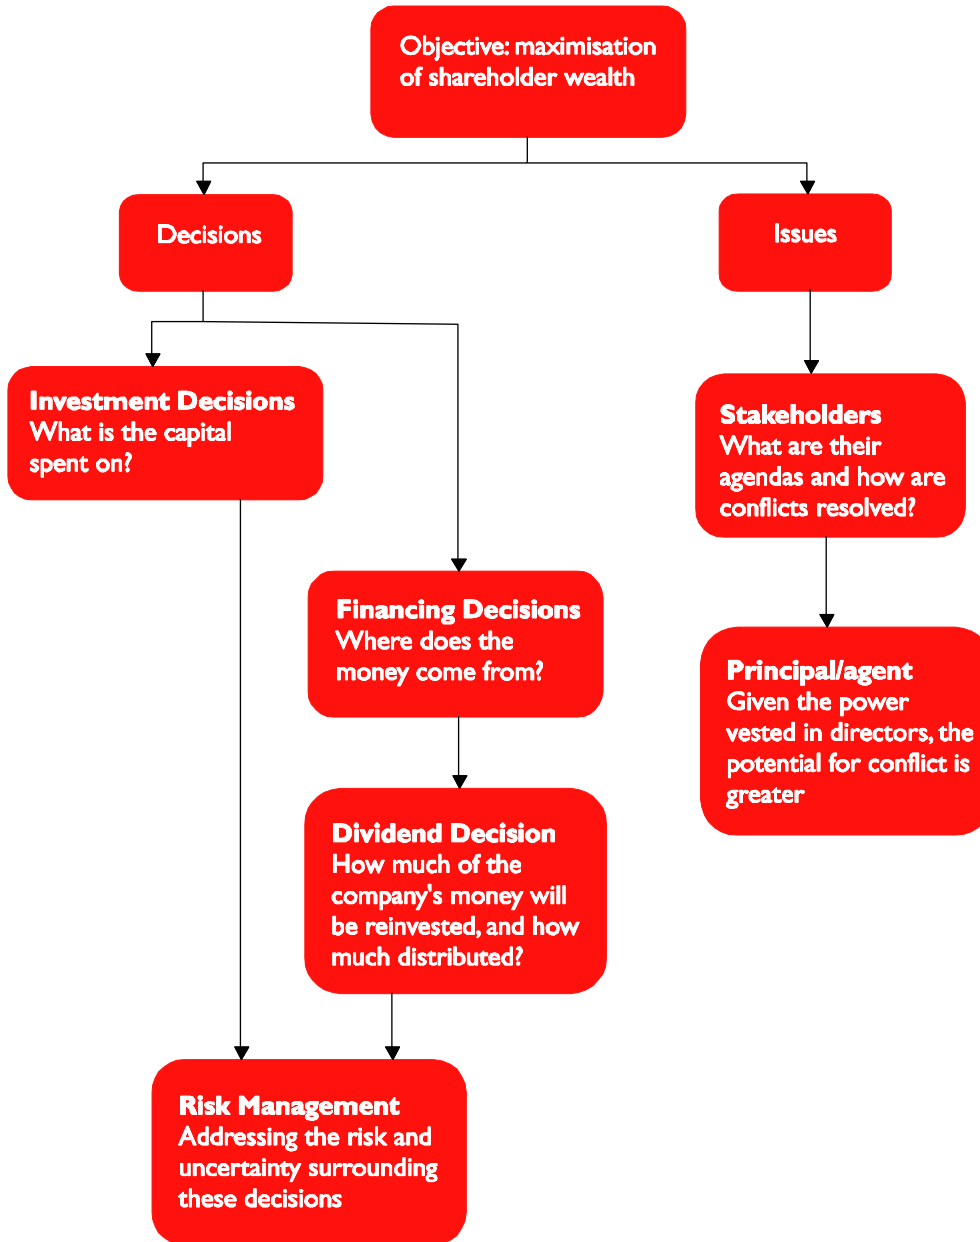 Objective: maximisation
of shareholder wealth
Decisions
Issues
Investment Decisions
What is the capital
spent on?
Stakeholders
What are their
agendas and how are
conflicts resolved?
Financing Decisions
Where does the
money come from?
Principal/agent
Given the power
vested in directors, the
potential for conflict is
greater
Dividend Decision
How much of the
company's money will
be reinvested, and how
much distributed?
Risk Management
Addressing the risk and
uncertainty surrounding
these decisions